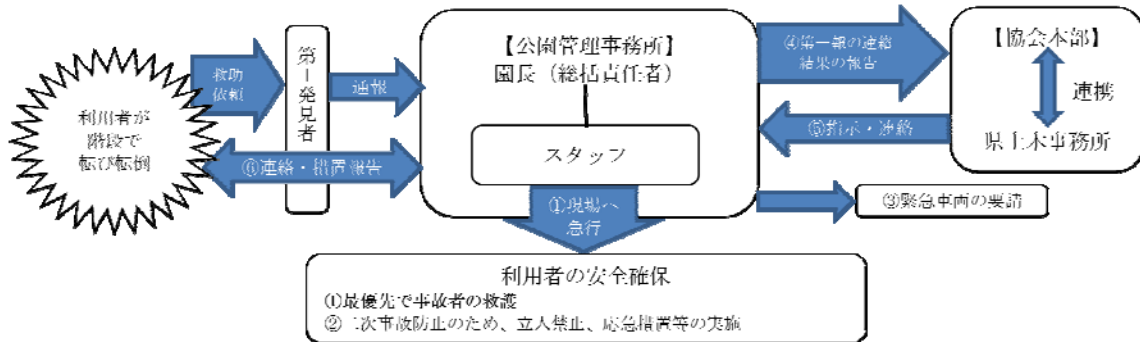 利用者が
階段で
転び転倒
救助
依頼
第一発見者
通報
⑥連絡・措置報告
【公園管理事務所】
園長（総括責任者）
スタッフ
①現場へ
急行
④第一報の連絡
結果の報告
⑤指示・連絡
【協会本部】
連携
県土木事務所
③緊急車両の要請
利用者の安全確保
①最優先で事故者の救護
②二次事故防止のため、立入禁止、応急措置等の実施